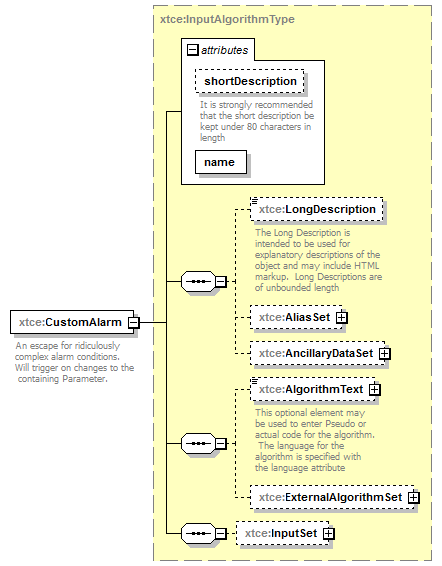 xtce:InputAlgorithmType
attributes
shortDescription
It is strongly recommended
that the short description be
kept under 80 characters in
length
name
xtce:LongDescription
The Long Description is
intended to be used for
explanatory descriptions of the
object and may include HTML
markup.  Long Descriptions are
of unbounded length
xtce:CustomAlarm
An escape for ridiculously
complex alarm conditions.
Will trigger on changes to the
containing Parameter.
xtce:AliasSet
xtce:AncillaryDataSet
xtce:AlgorithmText
This optional element may
be used to enter Pseudo or
actual code for the algorithm.
The language for the
algorithm is specified with
the language attribute
xtce:ExternalAlgorithmSet
xtce:InputSet